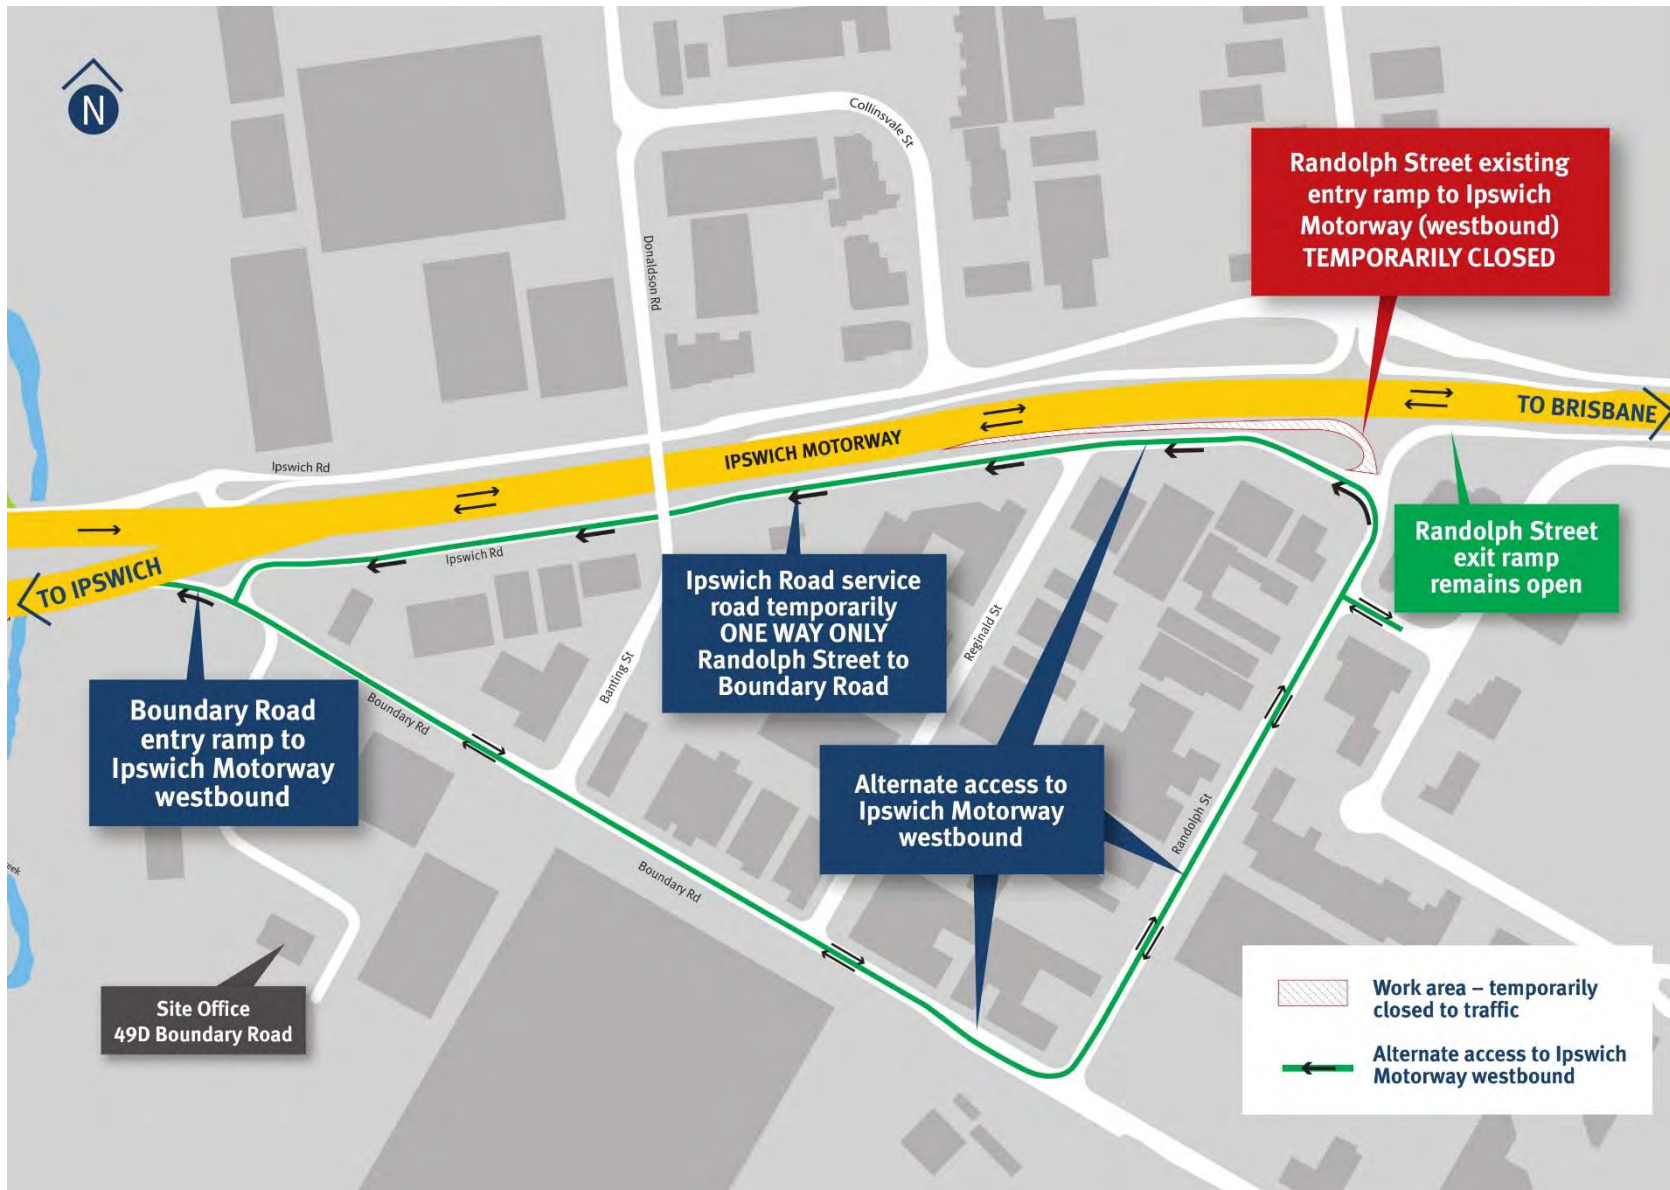 N
Collinsvale St
Randolph Street existing
entry ramp to Ipswich
Motorway (westbound)
TEMPORARILY CLOSED
Donaldson Rd
TO BRISBANE
IPSWICH MOTORWAY
Ipswich Rd
TO IPSWICH
Ipswich Rd
Randolph Street
exit ramp
remains open
Ipswich Road service
road temporarily
ONE WAY ONLY
Randolph Street to
Boundary Road
Reginald St
Banting St
Boundary Rd
Boundary Road
entry ramp to
Ipswich Motorway
westbound
Alternate access to
Ipswich Motorway
westbound
Randolph St
Boundary Rd
eek
Site Office
49D Boundary Road
Work area – temporarily
closed to traffic
Alternate access to Ipswich
Motorway westbound